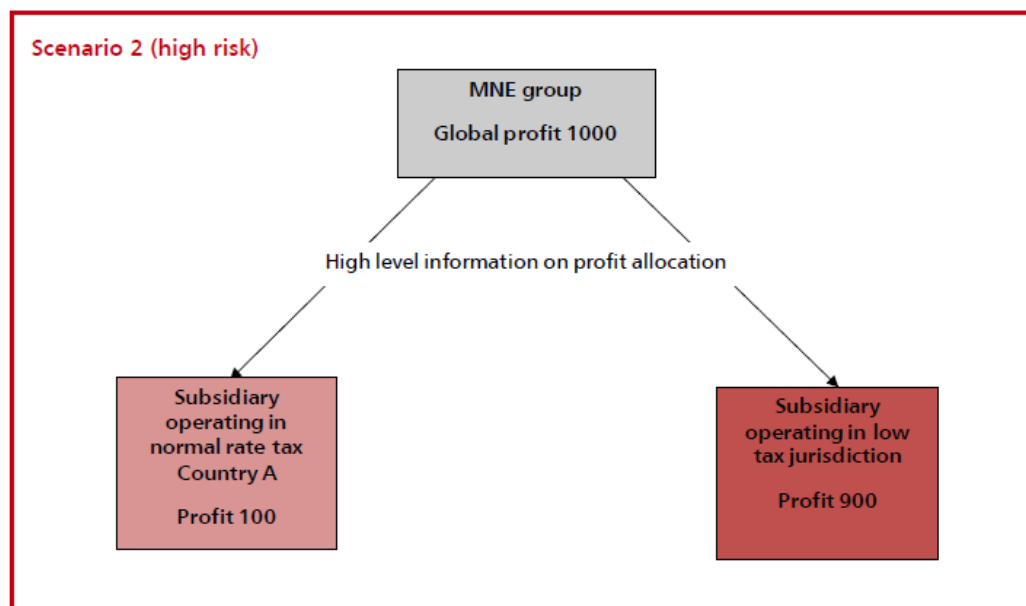 Scenario 2 (high risk)
MNE group
Global profit 1000
High level information on profit allocation
Subsidiary
operating in
normal rate tax
Country A
Profit 100
Subsidiary
operating in low
tax jurisdiction
Profit 900